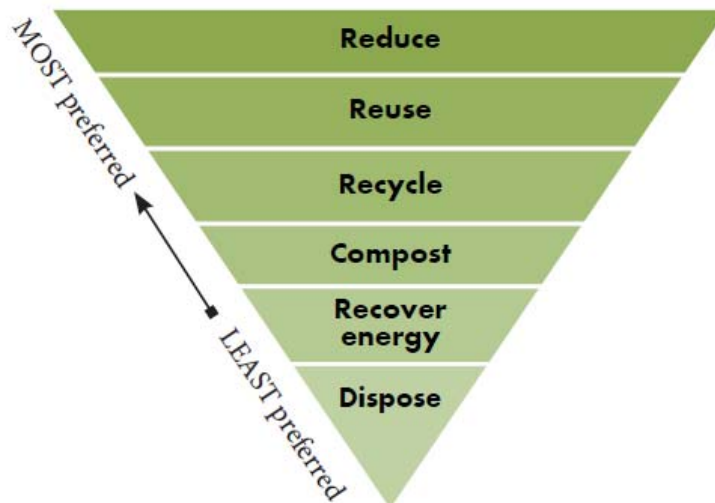 Reduce
Reuse
Recycle
Compost
Recover
energy
Dispose
MOST preferred
LEAST preferred